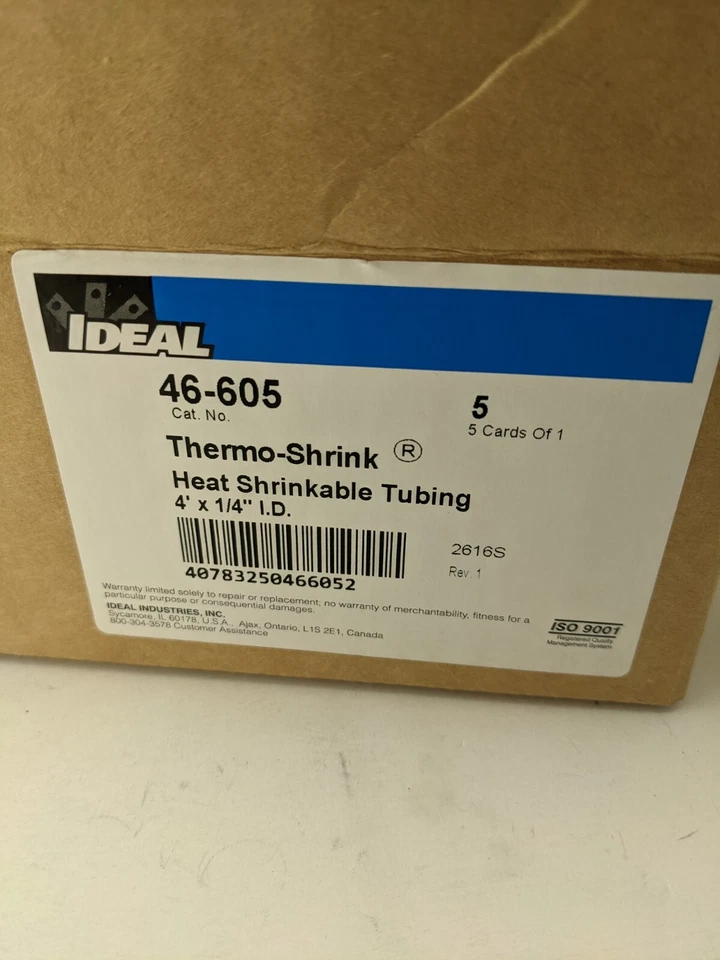 IDEAL
46-605
Cat. No.
5
5 Cards Of 1
Thermo-Shrink ®
Heat Shrinkable Tubing
4' x 1/4" I.D.
40783250466052
2616S
Rev. 1
Warranty limited solely to repair or replacement; no warranty of merchantability, fitness for a
particular purpose or consequential damages.
IDEAL INDUSTRIES, INC.
Sycamore, IL 60178, U.S.A., Ajax, Ontario, L1S 2E1, Canada
800-304-3578 Customer Assistance
ISO 9001
Registered Quality
Management System